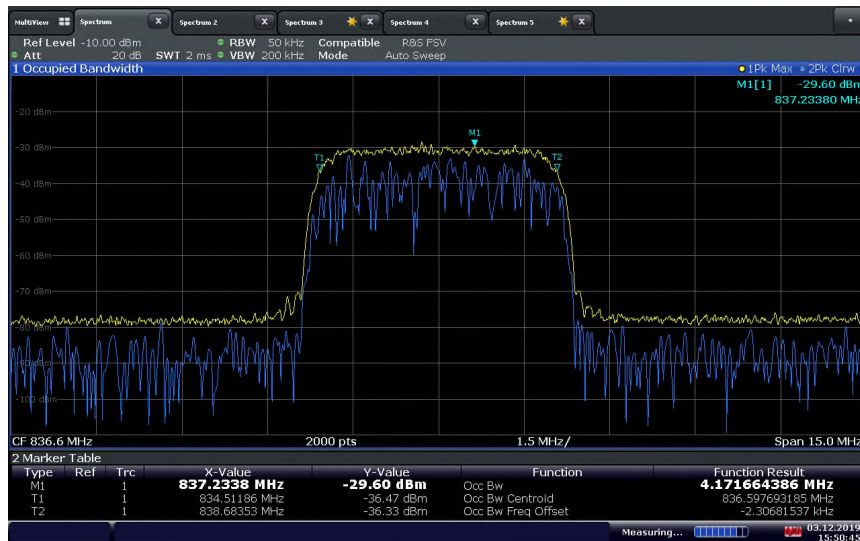 MultiView Spectrum X Spectrum 2 X Spectrum 3 X Spectrum 4 X Spectrum 5 X
Ref Level -10.00 dBm RBW 50 kHz Compatible R&S FSV
Att 20 dB SWT 2 ms VBW 200 kHz Mode Auto Sweep
1 Occupied Bandwidth 1Pk Max 2Pk Clrw
M1[1] -29.60 dBm
837.23380 MHz
-20 dBm
M1
-30 dBm
T1 T2
-40 dBm
-50 dBm
-60 dBm
-70 dBm
-80 dBm
-90 dBm
-100 dBm
CF 836.6 MHz 2000 pts 1.5 MHz/ Span 15.0 MHz
2 Marker Table
Type Ref Trc X-Value Y-Value Function Function Result
M1 1 837.2338 MHz -29.60 dBm Occ Bw 4.171664386 MHz
T1 1 834.51186 MHz -36.47 dBm Occ Bw Centroid 836.597693185 MHz
T2 1 838.68353 MHz -36.33 dBm Occ Bw Freq Offset -2.30681537 kHz
Measuring... 03.12.2019
15:50:45